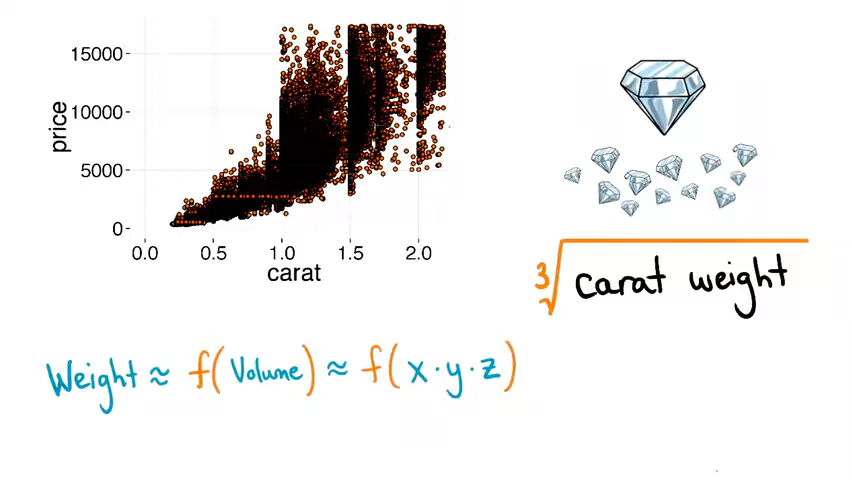 15000
10000
5000
0
price
0.0 0.5 1.0 1.5 2.0
carat
3√carat weight
Weight ≈ f(Volume) ≈ f(x·y·z)